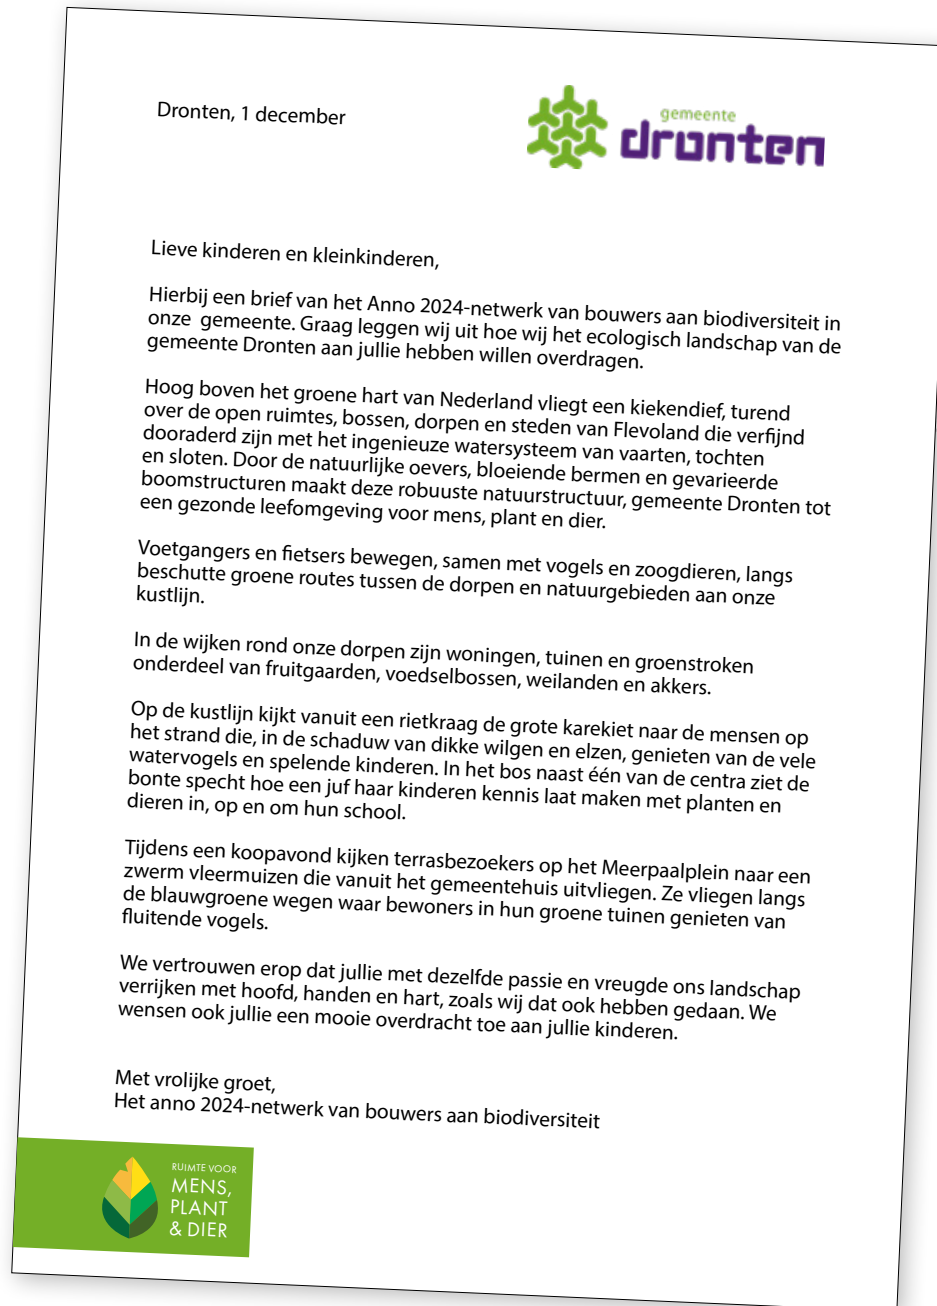 Dronten, 1 december
gemeente
dronten
Lieve kinderen en kleinkinderen,
Hierbij een brief van het Anno 2024-netwerk van bouwers aan biodiversiteit in
onze gemeente. Graag leggen wij uit hoe wij het ecologisch landschap van de
gemeente Dronten aan jullie hebben willen overdragen.
Hoog boven het groene hart van Nederland vliegt een kiekendief, turend
over de open ruimtes, bossen, dorpen en steden van Flevoland die verfijnd
dooraderd zijn met het ingenieuze watersysteem van vaarten, tochten
en sloten. Door de natuurlijke oevers, bloeiende bermen en gevarieerde
boomstructuren maakt deze robuuste natuurstructuur, gemeente Dronten tot
een gezonde leefomgeving voor mens, plant en dier.
Voetgangers en fietsers bewegen, samen met vogels en zoogdieren, langs
beschutte groene routes tussen de dorpen en natuurgebieden aan onze
kustlijn.
In de wijken rond onze dorpen zijn woningen, tuinen en groenstroken
onderdeel van fruitgaarden, voedselbossen, weilanden en akkers.
Op de kustlijn kijkt vanuit een rietkraag de grote karekiet naar de mensen op
het strand die, in de schaduw van dikke wilgen en elzen, genieten van de vele
watervogels en spelende kinderen. In het bos naast één van de centra ziet de
bonte specht hoe een juf haar kinderen kennis laat maken met planten en
dieren in, op en om hun school.
Tijdens een koopavond kijken terrasbezoekers op het Meerpaalplein naar een
zwerm vleermuizen die vanuit het gemeentehuis uitvliegen. Ze vliegen langs
de blauwgroene wegen waar bewoners in hun groene tuinen genieten van
fluitende vogels.
We vertrouwen erop dat jullie met dezelfde passie en vreugde ons landschap
verrijken met hoofd, handen en hart, zoals wij dat ook hebben gedaan. We
wensen ook jullie een mooie overdracht toe aan jullie kinderen.
Met vrolijke groet,
Het anno 2024-netwerk van bouwers aan biodiversiteit
RUIMTE VOOR
MENS,
PLANT
& DIER